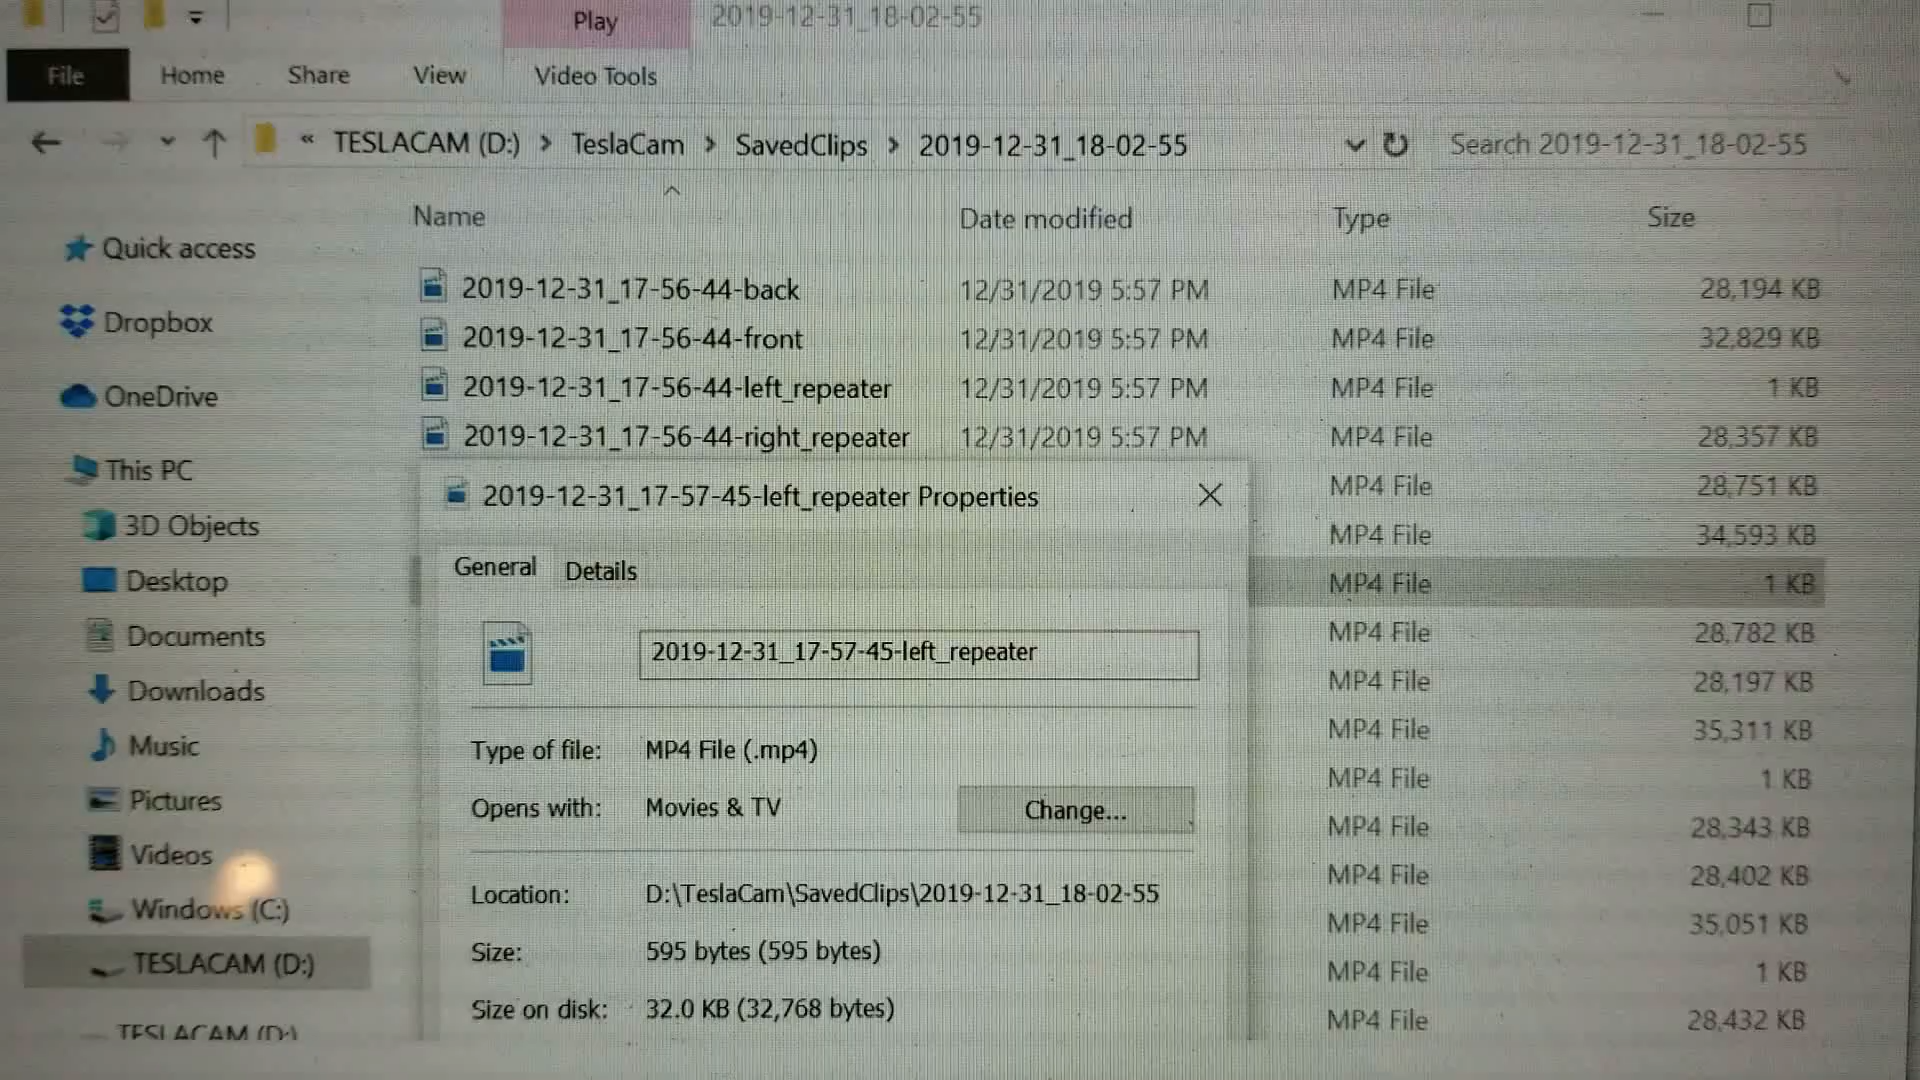 Play 2019-12-31_18-02-55
File Home Share View Video Tools
« TESLACAM (D:) > TeslaCam > SavedClips > 2019-12-31_18-02-55 Search 2019-12-31_18-02-55
Name Date modified Type Size
Quick access
Dropbox
OneDrive
This PC
3D Objects
Desktop
Documents
Downloads
Music
Pictures
Videos
Windows (C:)
TESLACAM (D:)
TESLACAM (D:)
2019-12-31_17-56-44-back 12/31/2019 5:57 PM MP4 File 28,194 KB
2019-12-31_17-56-44-front 12/31/2019 5:57 PM MP4 File 32,829 KB
2019-12-31_17-56-44-left_repeater 12/31/2019 5:57 PM MP4 File 1 KB
2019-12-31_17-56-44-right_repeater 12/31/2019 5:57 PM MP4 File 28,357 KB
MP4 File 28,751 KB
MP4 File 34,593 KB
MP4 File 1 KB
MP4 File 28,782 KB
MP4 File 28,197 KB
MP4 File 35,311 KB
MP4 File 1 KB
MP4 File 28,343 KB
MP4 File 28,402 KB
MP4 File 35,051 KB
MP4 File 1 KB
MP4 File 28,432 KB
2019-12-31_17-57-45-left_repeater Properties
General Details
2019-12-31_17-57-45-left_repeater
Type of file: MP4 File (.mp4)
Opens with: Movies & TV Change...
Location: D:\TeslaCam\SavedClips\2019-12-31_18-02-55
Size: 595 bytes (595 bytes)
Size on disk: 32.0 KB (32,768 bytes)